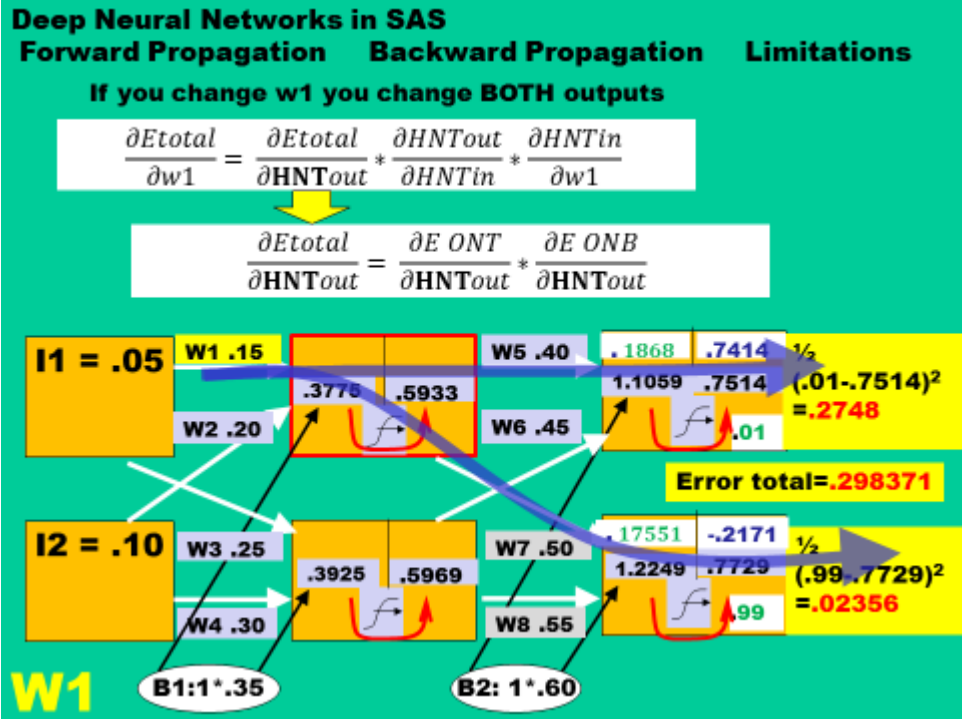 Deep Neural Networks in SAS
Forward Propagation Backward Propagation Limitations
If you change w1 you change BOTH outputs
∂Etotal/∂w1 = ∂Etotal/∂HNTout * ∂HNTout/∂HNTin * ∂HNTin/∂w1
∂Etotal/∂HNTout = ∂E ONT/∂HNTout * ∂E ONB/∂HNTout
I1 = .05
W1 .15
W2 .20
.3775 .5933
W5 .40
W6 .45
.1868 .7414
1.1059 .7514
.01
½
(.01-.7514)²
=.2748
Error total=.298371
I2 = .10
W3 .25
W4 .30
.3925 .5969
W7 .50
W8 .55
.17551 -.2171
1.2249 .7729
.99
½
(.99-.7729)²
=.02356
W1
B1:1*.35
B2: 1*.60